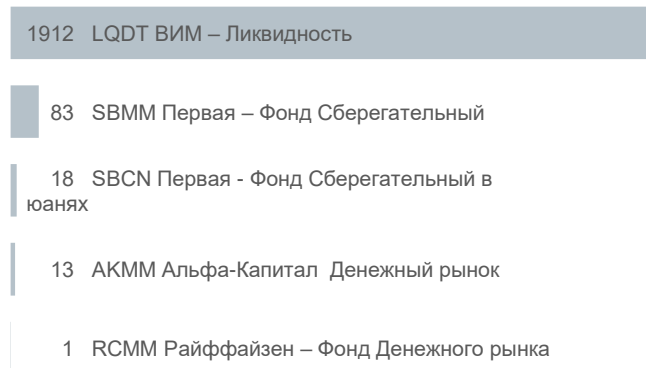 1912 LQDT ВИМ – Ликвидность
83 SBMM Первая – Фонд Сберегательный
18 SBCN Первая - Фонд Сберегательный в
юанях
13 AKMM Альфа-Капитал Денежный рынок
1 RCMM Райффайзен – Фонд Денежного рынка